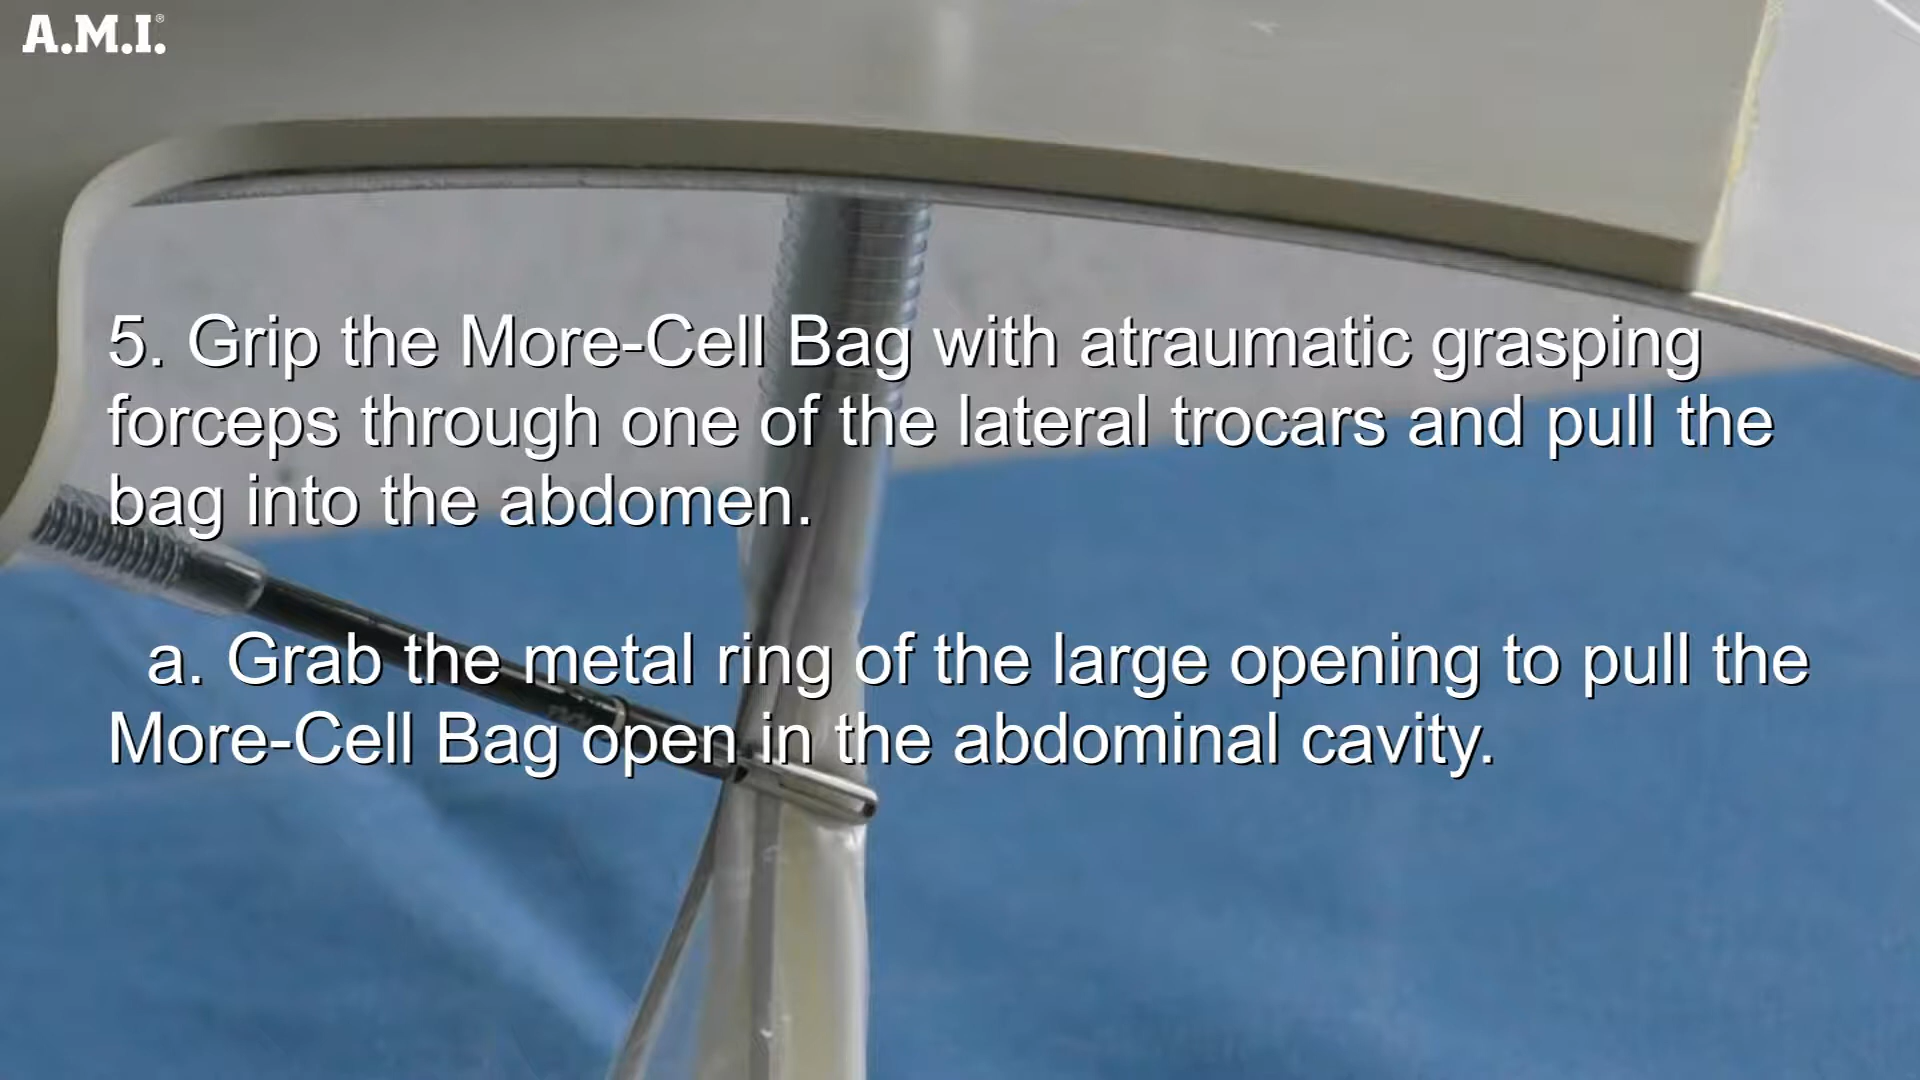 A.M.I.®
5. Grip the More-Cell Bag with atraumatic grasping
forceps through one of the lateral trocars and pull the
bag into the abdomen.
a. Grab the metal ring of the large opening to pull the
More-Cell Bag open in the abdominal cavity.